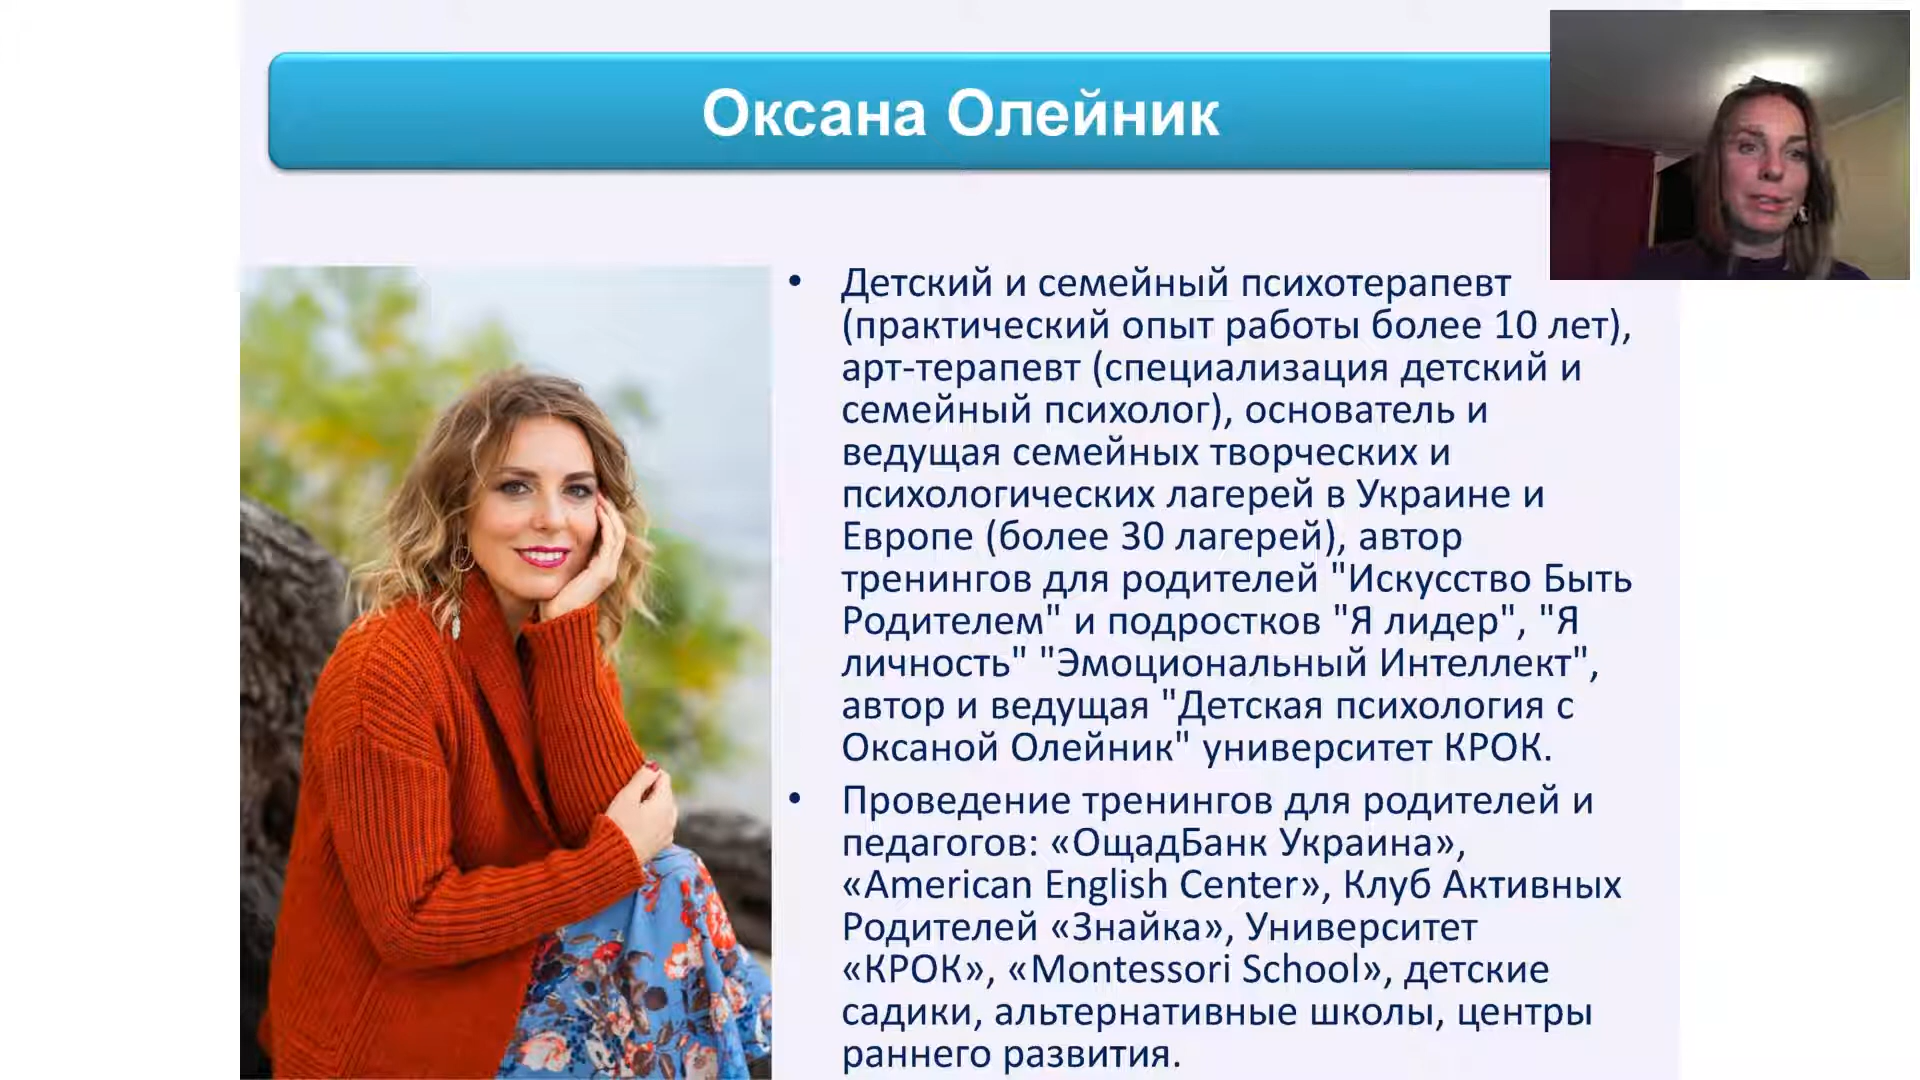 Оксана Олейник
• Детский и семейный психотерапевт
(практический опыт работы более 10 лет),
арт-терапевт (специализация детский и
семейный психолог), основатель и
ведущая семейных творческих и
психологических лагерей в Украине и
Европе (более 30 лагерей), автор
тренингов для родителей "Искусство Быть
Родителем" и подростков "Я лидер", "Я
личность" "Эмоциональный Интеллект",
автор и ведущая "Детская психология с
Оксаной Олейник" университет КРОК.
• Проведение тренингов для родителей и
педагогов: «ОщадБанк Украина»,
«American English Center», Клуб Активных
Родителей «Знайка», Университет
«КРОК», «Montessori School», детские
садики, альтернативные школы, центры
раннего развития.